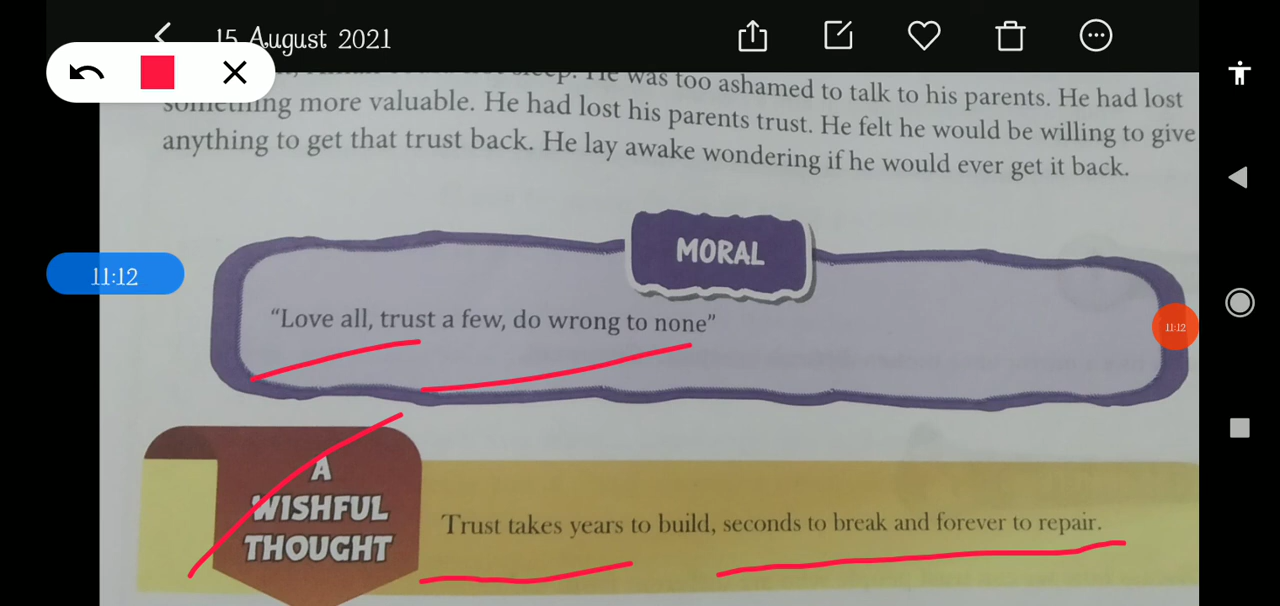 15 August 2021
He was too ashamed to talk to his parents. He had lost
something more valuable. He had lost his parents trust. He felt he would be willing to give
anything to get that trust back. He lay awake wondering if he would ever get it back.
MORAL
11:12
"Love all, trust a few, do wrong to none"
11:12
A
WISHFUL
THOUGHT
Trust takes years to build, seconds to break and forever to repair.